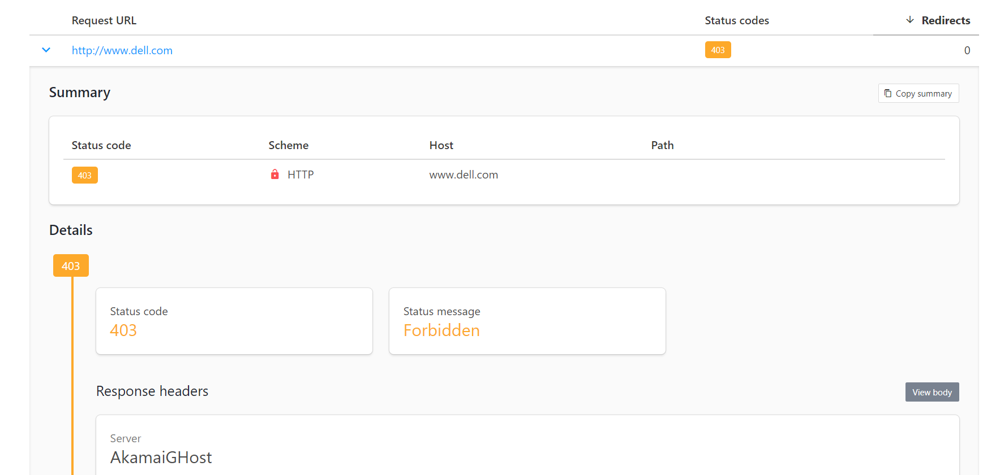 Request URL Status codes Redirects
http://www.dell.com 403 0
Summary Copy summary
Status code Scheme Host Path
403 HTTP www.dell.com
Details
403
Status code Status message
403 Forbidden
Response headers View body
Server
AkamaiGHost